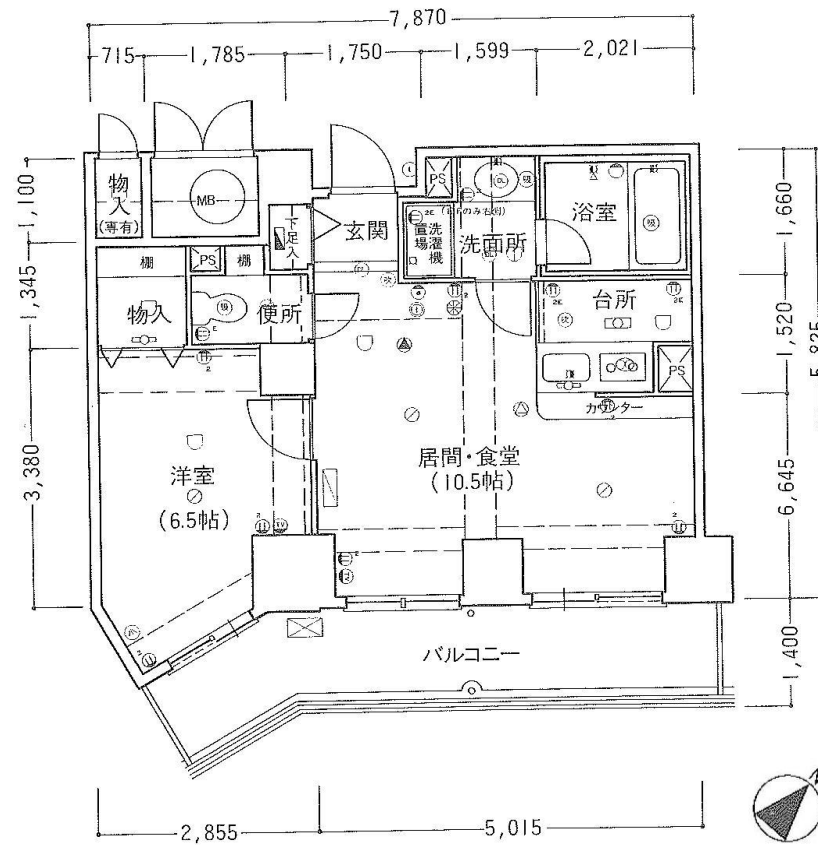 7,870
715
1,785
1,750
1,599
2,021
1,100
1,345
3,380
1,660
1,520
6,645
1,400
5,825
物入
(専有)
MB
下足入
玄関
PS
洗濯機
置場
洗面所
浴室
棚
PS
棚
物入
便所
台所
PS
カウンター
洋室
(6.5帖)
居間・食堂
(10.5帖)
バルコニー
2,855
5,015